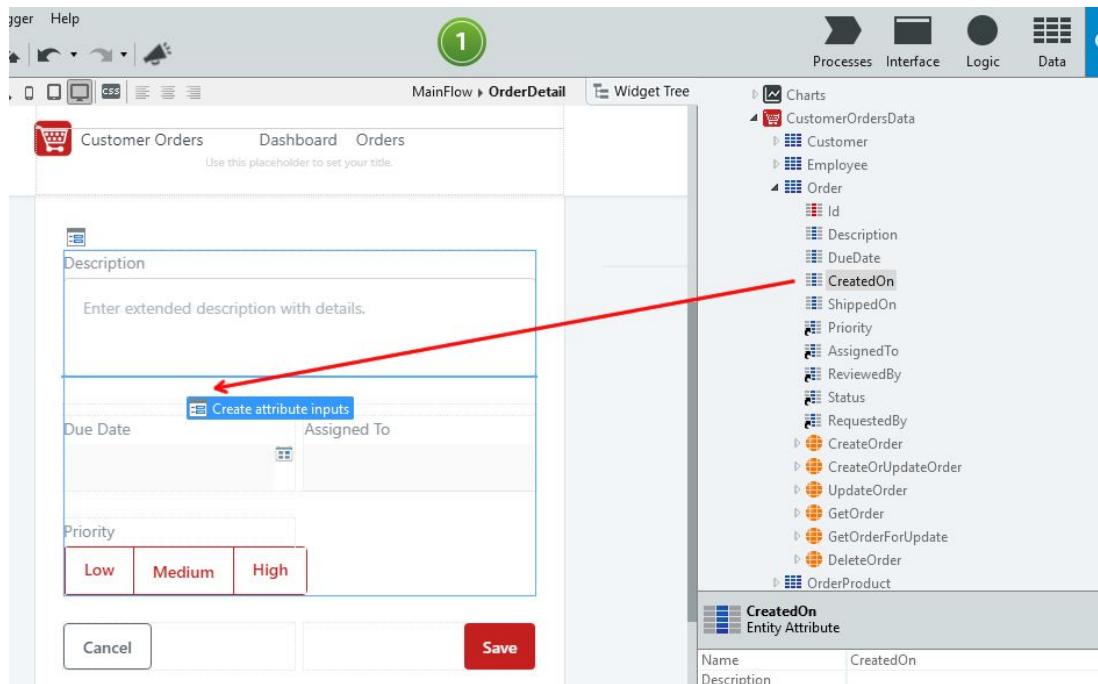 Help
1
Processes Interface Logic Data
css
MainFlow OrderDetail
Widget Tree
Customer Orders Dashboard Orders
Use this placeholder to set your title.
Description
Enter extended description with details.
Create attribute inputs
Due Date Assigned To
Priority
Low Medium High
Cancel Save
Charts
CustomerOrdersData
Customer
Employee
Order
Id
Description
DueDate
CreatedOn
ShippedOn
Priority
AssignedTo
ReviewedBy
Status
RequestedBy
CreateOrder
CreateOrUpdateOrder
UpdateOrder
GetOrder
GetOrderForUpdate
DeleteOrder
OrderProduct
CreatedOn
Entity Attribute
Name CreatedOn
Description